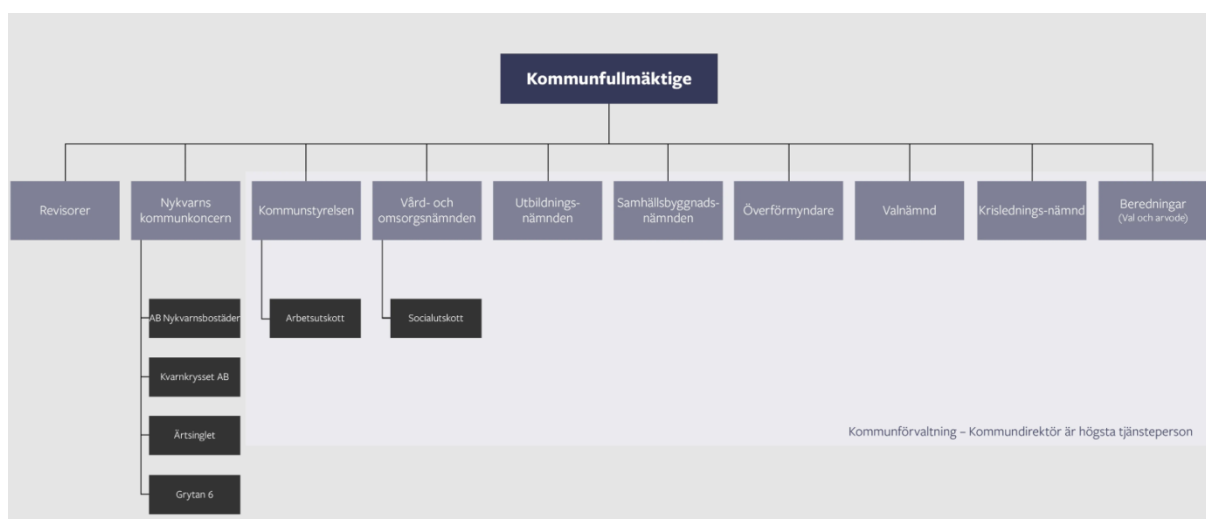 Kommunfullmäktige
Revisorer
Nykvarns
kommunkoncern
Kommunstyrelsen
Vård- och
omsorgsnämnden
Utbildnings-
nämnden
Samhällsbyggnads-
nämnden
Överförmyndare
Valnämnd
Krislednings-nämnd
Beredningar
(Val och arvode)
AB Nykvarnsbostäder
Arbetsutskott
Socialutskott
Kvarnkrysset AB
Ärtsinglet
Grytan 6
Kommunförvaltning – Kommundirektör är högsta tjänsteperson